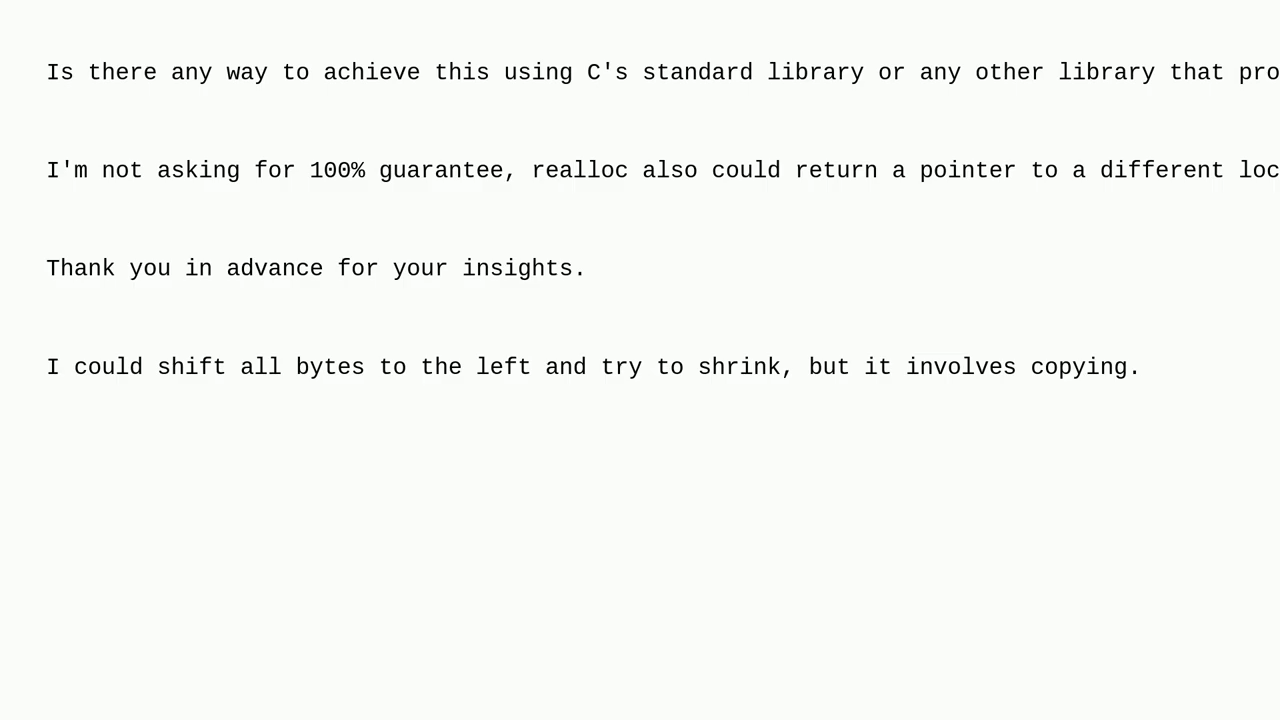 Is there any way to achieve this using C's standard library or any other library that pro
I'm not asking for 100% guarantee, realloc also could return a pointer to a different loc
Thank you in advance for your insights.
I could shift all bytes to the left and try to shrink, but it involves copying.